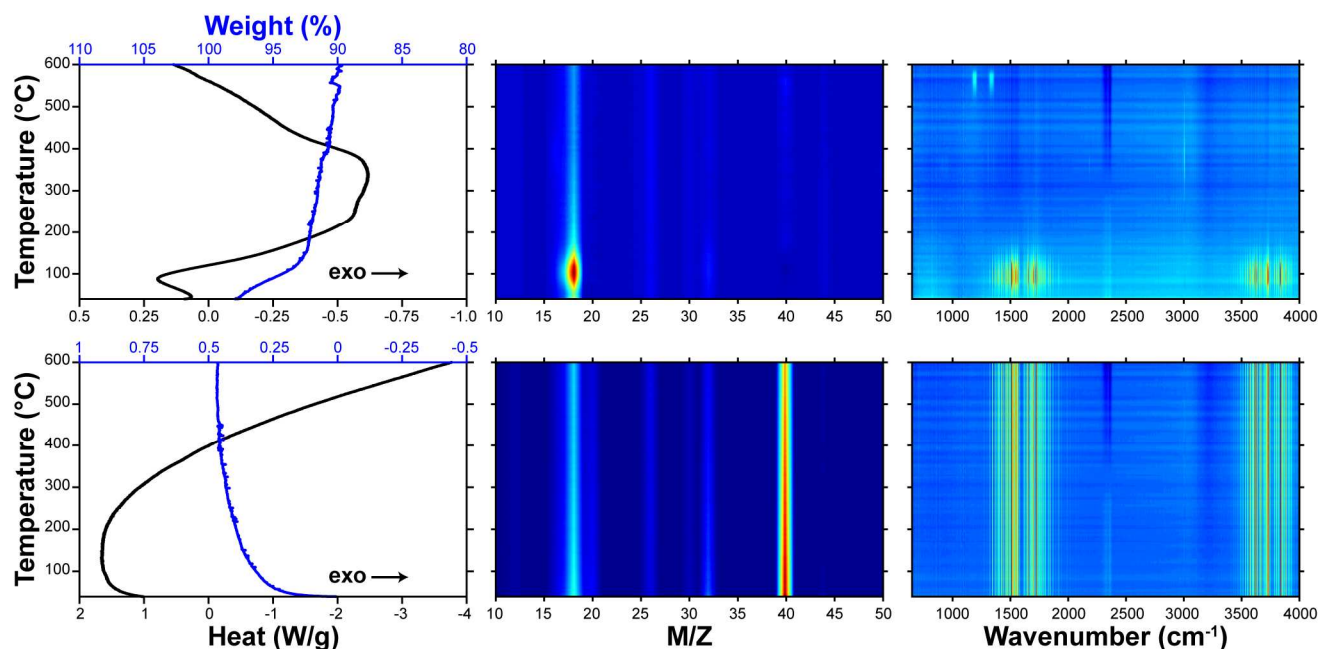 Weight (%)
110 105 100 95 90 85 80
Temperature (°C)
600
500
400
300
200
100
exo →
0.5 0.25 0.0 -0.25 -0.5 -0.75 -1.0
10 15 20 25 30 35 40 45 50
1000 1500 2000 2500 3000 3500 4000
1 0.75 0.5 0.25 0 -0.25 -0.5
Temperature (°C)
600
500
400
300
200
100
exo →
2 1 0 -1 -2 -3 -4
Heat (W/g)
10 15 20 25 30 35 40 45 50
M/Z
1000 1500 2000 2500 3000 3500 4000
Wavenumber (cm⁻¹)